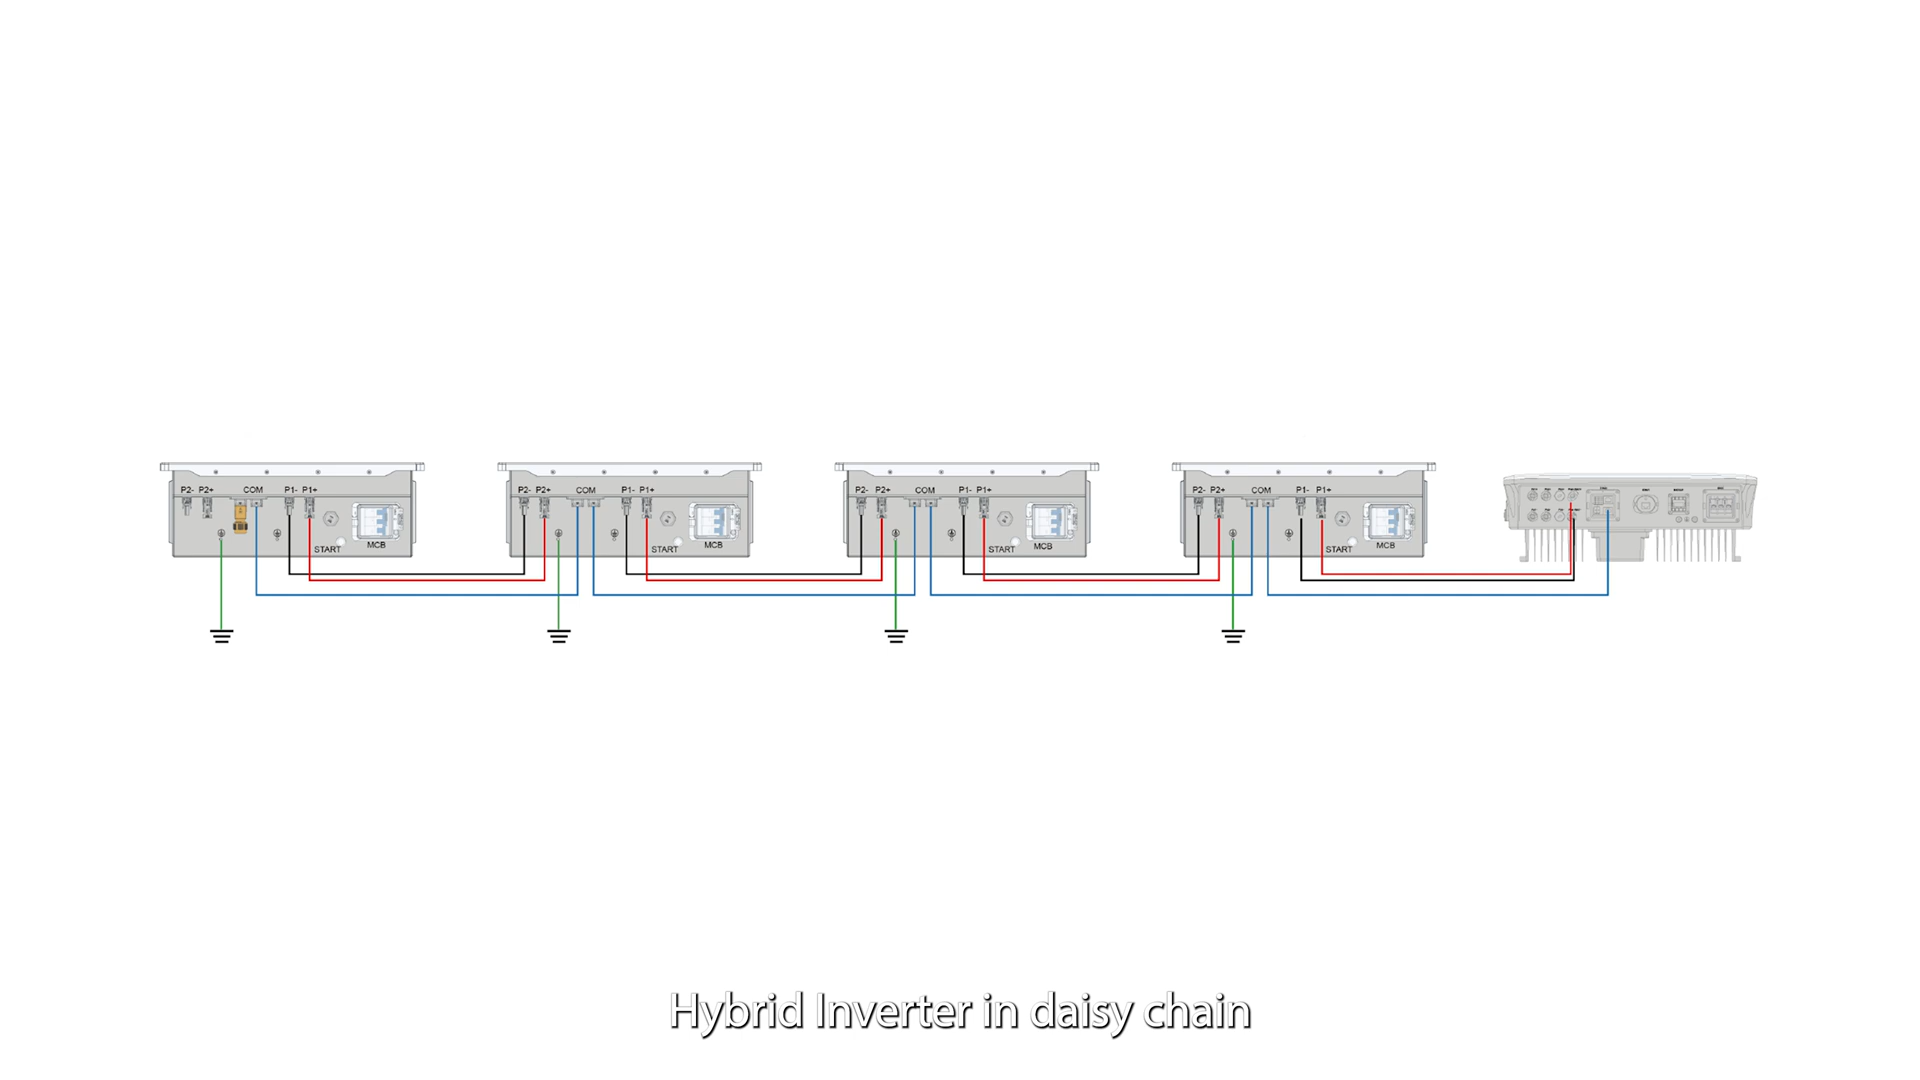 P2- P2+ COM P1- P1+
START MCB
P2- P2+ COM P1- P1+
START MCB
P2- P2+ COM P1- P1+
START MCB
P2- P2+ COM P1- P1+
START MCB
Hybrid Inverter in daisy chain